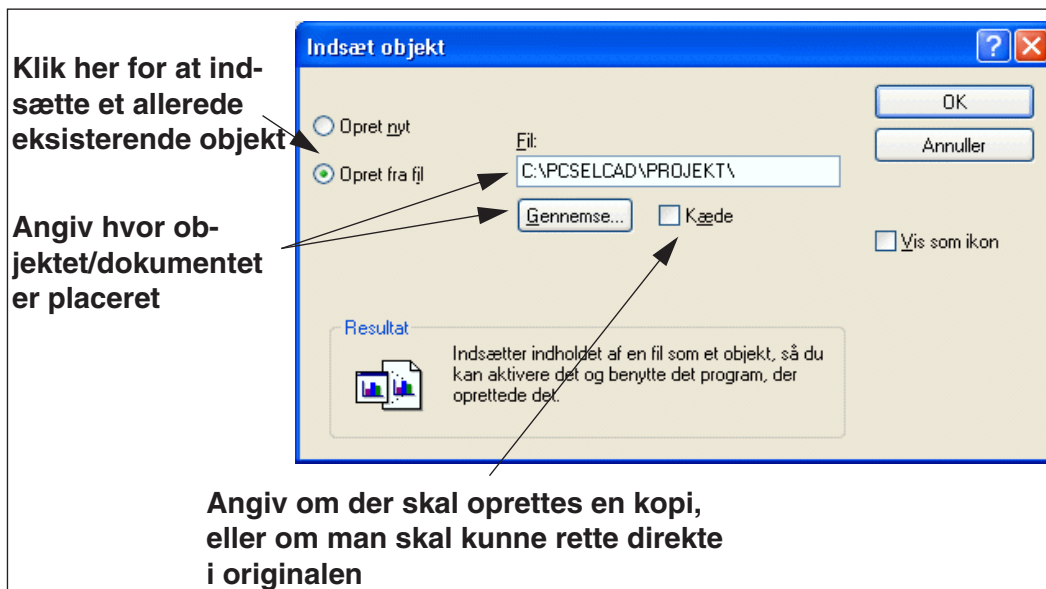 Indsæt objekt
Klik her for at ind-
sætte et allerede
eksisterende objekt
Opret nyt
Opret fra fil
Fil:
C:\PCSELCAD\PROJEKT\
Gennemse...
Kæde
OK
Annuller
Vis som ikon
Angiv hvor ob-
jektet/dokumentet
er placeret
Resultat
Indsætter indholdet af en fil som et objekt, så du
kan aktivere det og benytte det program, der
oprettede det.
Angiv om der skal oprettes en kopi,
eller om man skal kunne rette direkte
i originalen